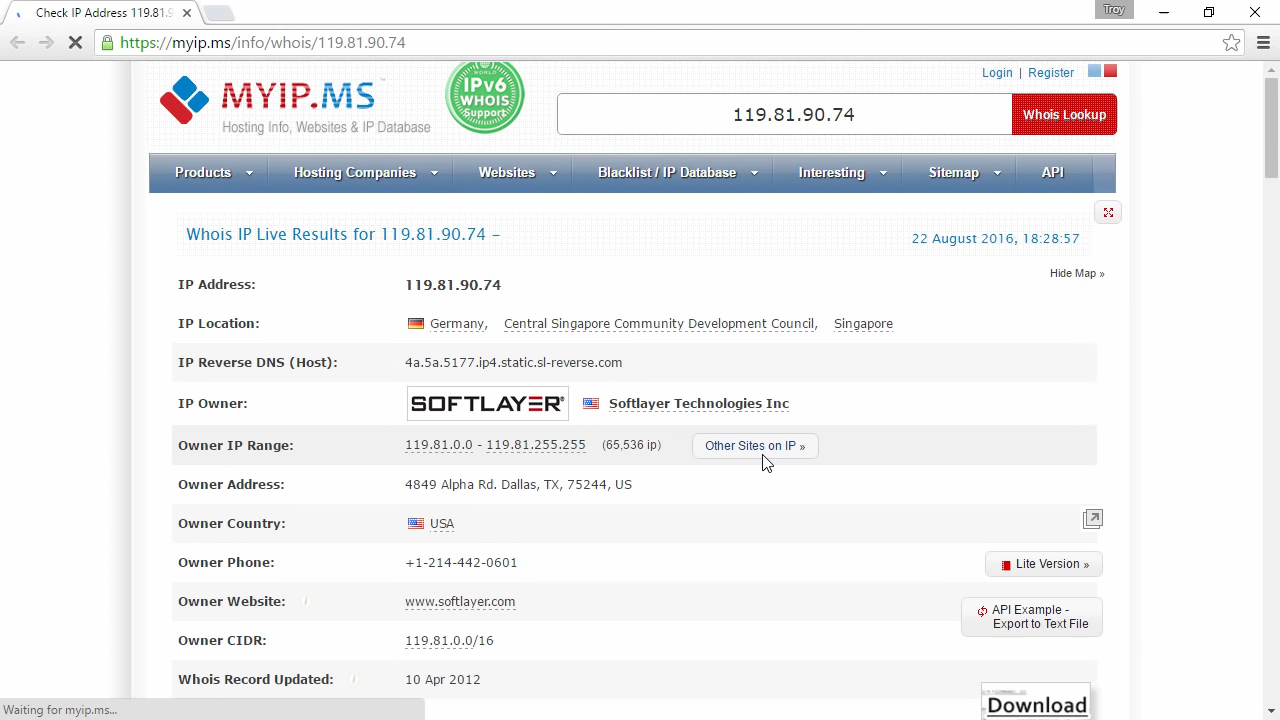 Check IP Address 119.81.9
Troy
https://myip.ms/info/whois/119.81.90.74
MYIP.MS
Hosting Info, Websites & IP Database
WORLD
IPv6
WHOIS
Support
119.81.90.74
Whois Lookup
Login | Register
Products
Hosting Companies
Websites
Blacklist / IP Database
Interesting
Sitemap
API
Whois IP Live Results for 119.81.90.74 –
22 August 2016, 18:28:57
Hide Map »
IP Address: 119.81.90.74
IP Location: Germany, Central Singapore Community Development Council, Singapore
IP Reverse DNS (Host): 4a.5a.5177.ip4.static.sl-reverse.com
IP Owner: SOFTLAYER® Softlayer Technologies Inc
Owner IP Range: 119.81.0.0 - 119.81.255.255 (65,536 ip) Other Sites on IP »
Owner Address: 4849 Alpha Rd. Dallas, TX, 75244, US
Owner Country: USA
Owner Phone: +1-214-442-0601
Lite Version »
Owner Website: www.softlayer.com
API Example -
Export to Text File
Owner CIDR: 119.81.0.0/16
Whois Record Updated: 10 Apr 2012
Download
Waiting for myip.ms...